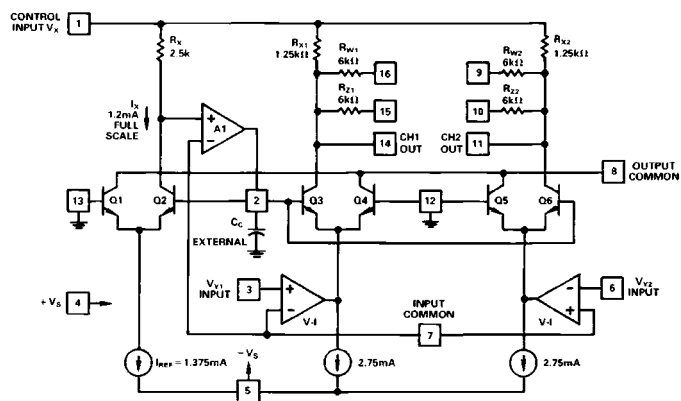 CONTROL
INPUT Vx
1
Rx
2.5k
Rx1
1.25kΩ
Rw1
6kΩ
16
Rz1
6kΩ
15
14
CH1
OUT
Rx2
1.25kΩ
Rw2
6kΩ
9
Rz2
6kΩ
10
CH2
OUT
11
Ix
1.2mA
FULL
SCALE
+
A1
−
OUTPUT
COMMON
8
13
Q1
Q2
2
Q3
Q4
12
Q5
Q6
Cc
EXTERNAL
VY1
INPUT
3
+
−
V-I
VY2
INPUT
6
−
+
V-I
INPUT
COMMON
7
+Vs
4
IREF = 1.375mA
−Vs
5
2.75mA
2.75mA